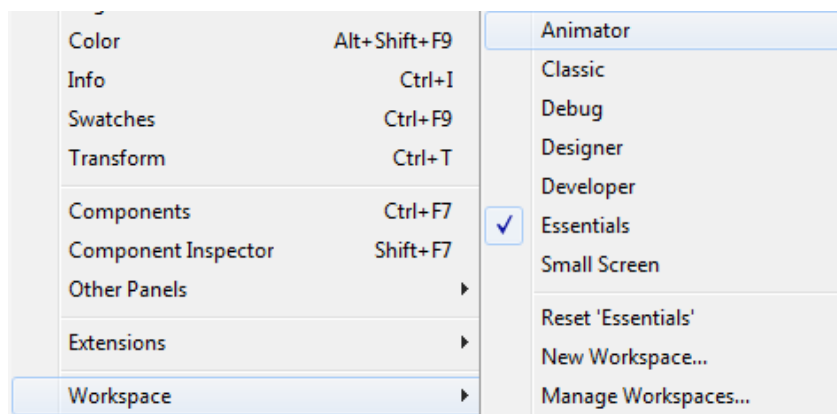 Color Alt+Shift+F9
Info Ctrl+I
Swatches Ctrl+F9
Transform Ctrl+T
Components Ctrl+F7
Component Inspector Shift+F7
Other Panels
Extensions
Workspace
Animator
Classic
Debug
Designer
Developer
Essentials
Small Screen
Reset 'Essentials'
New Workspace...
Manage Workspaces...